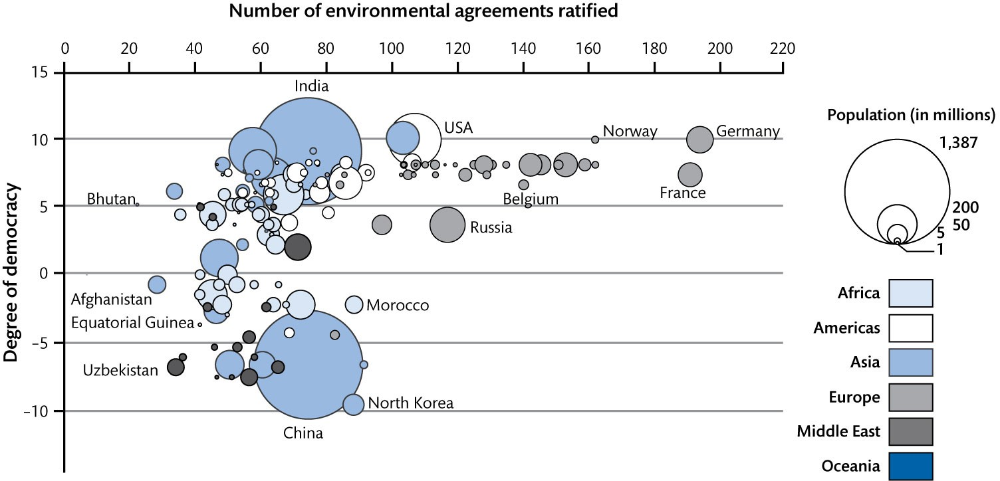 Number of environmental agreements ratified
0 20 40 60 80 100 120 140 160 180 200 220
15
India
USA
Norway
Germany
Population (in millions)
1,387
10
Degree of democracy
Bhutan
Belgium
France
200
5
Russia
50
5
1
0
Afghanistan
Morocco
Africa
Equatorial Guinea
Americas
–5
Uzbekistan
Asia
North Korea
Europe
–10
China
Middle East
Oceania